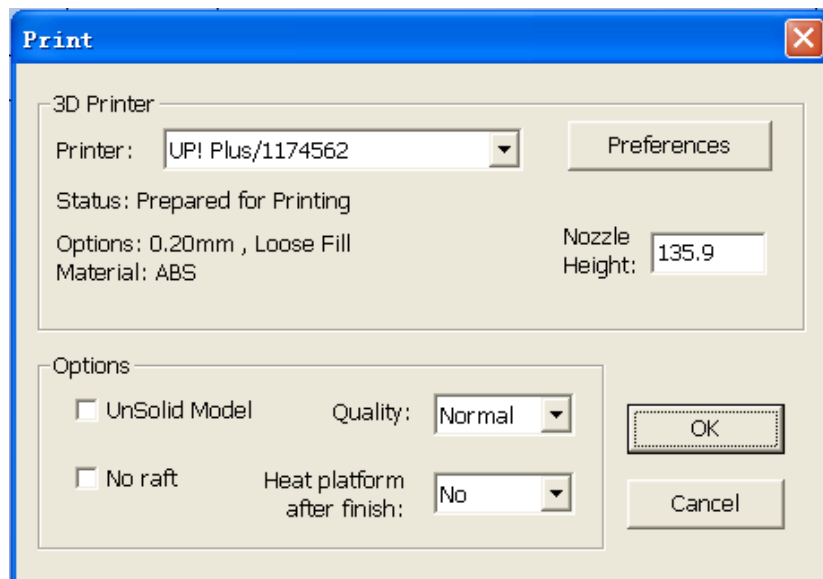 Print
3D Printer
Printer: UP! Plus/1174562 Preferences
Status: Prepared for Printing
Options: 0.20mm , Loose Fill
Material: ABS
Nozzle
Height: 135.9
Options
UnSolid Model Quality: Normal
OK
No raft Heat platform
after finish: No
Cancel